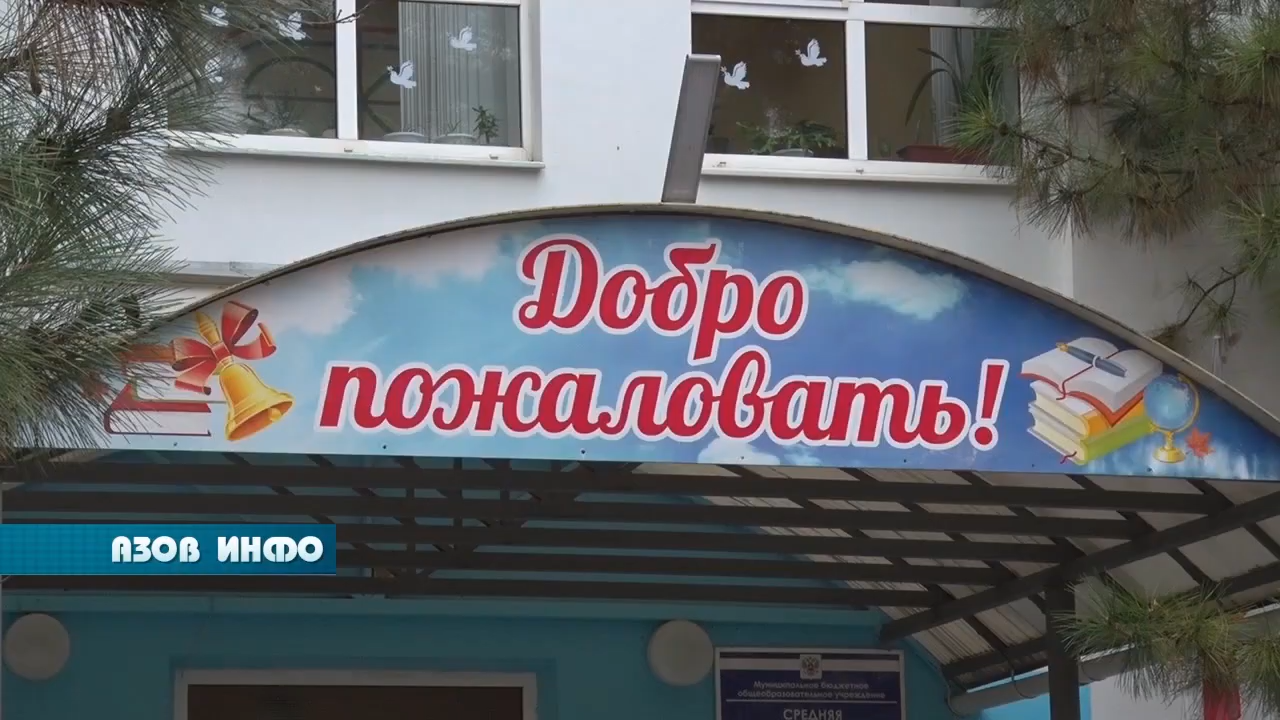 Добро
пожаловать!
АЗОВ ИНФО
Муниципальное бюджетное
общеобразовательное учреждение
СРЕДНЯЯ